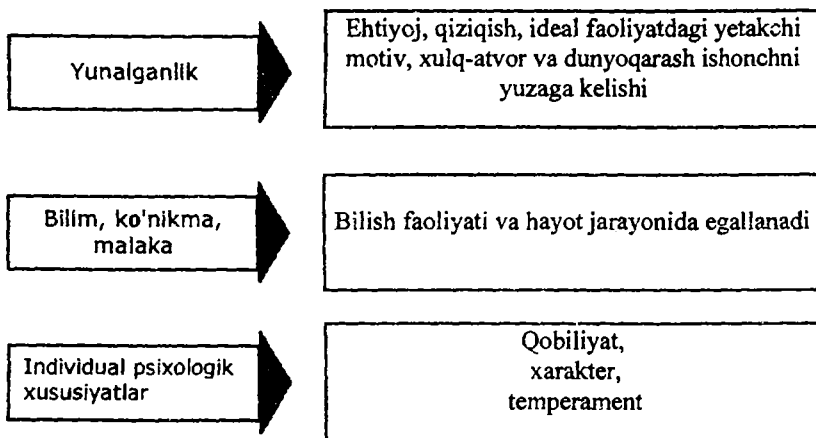 Yunalganlik
Ehtiyoj, qiziqish, ideal faoliyatdagi yetakchi
motiv, xulq-atvor va dunyoqarash ishonchni
yuzaga kelishi
Bilim, ko'nikma,
malaka
Bilish faoliyati va hayot jarayonida egallanadi
Individual psixologik
xususiyatlar
Qobiliyat,
xarakter,
temperament